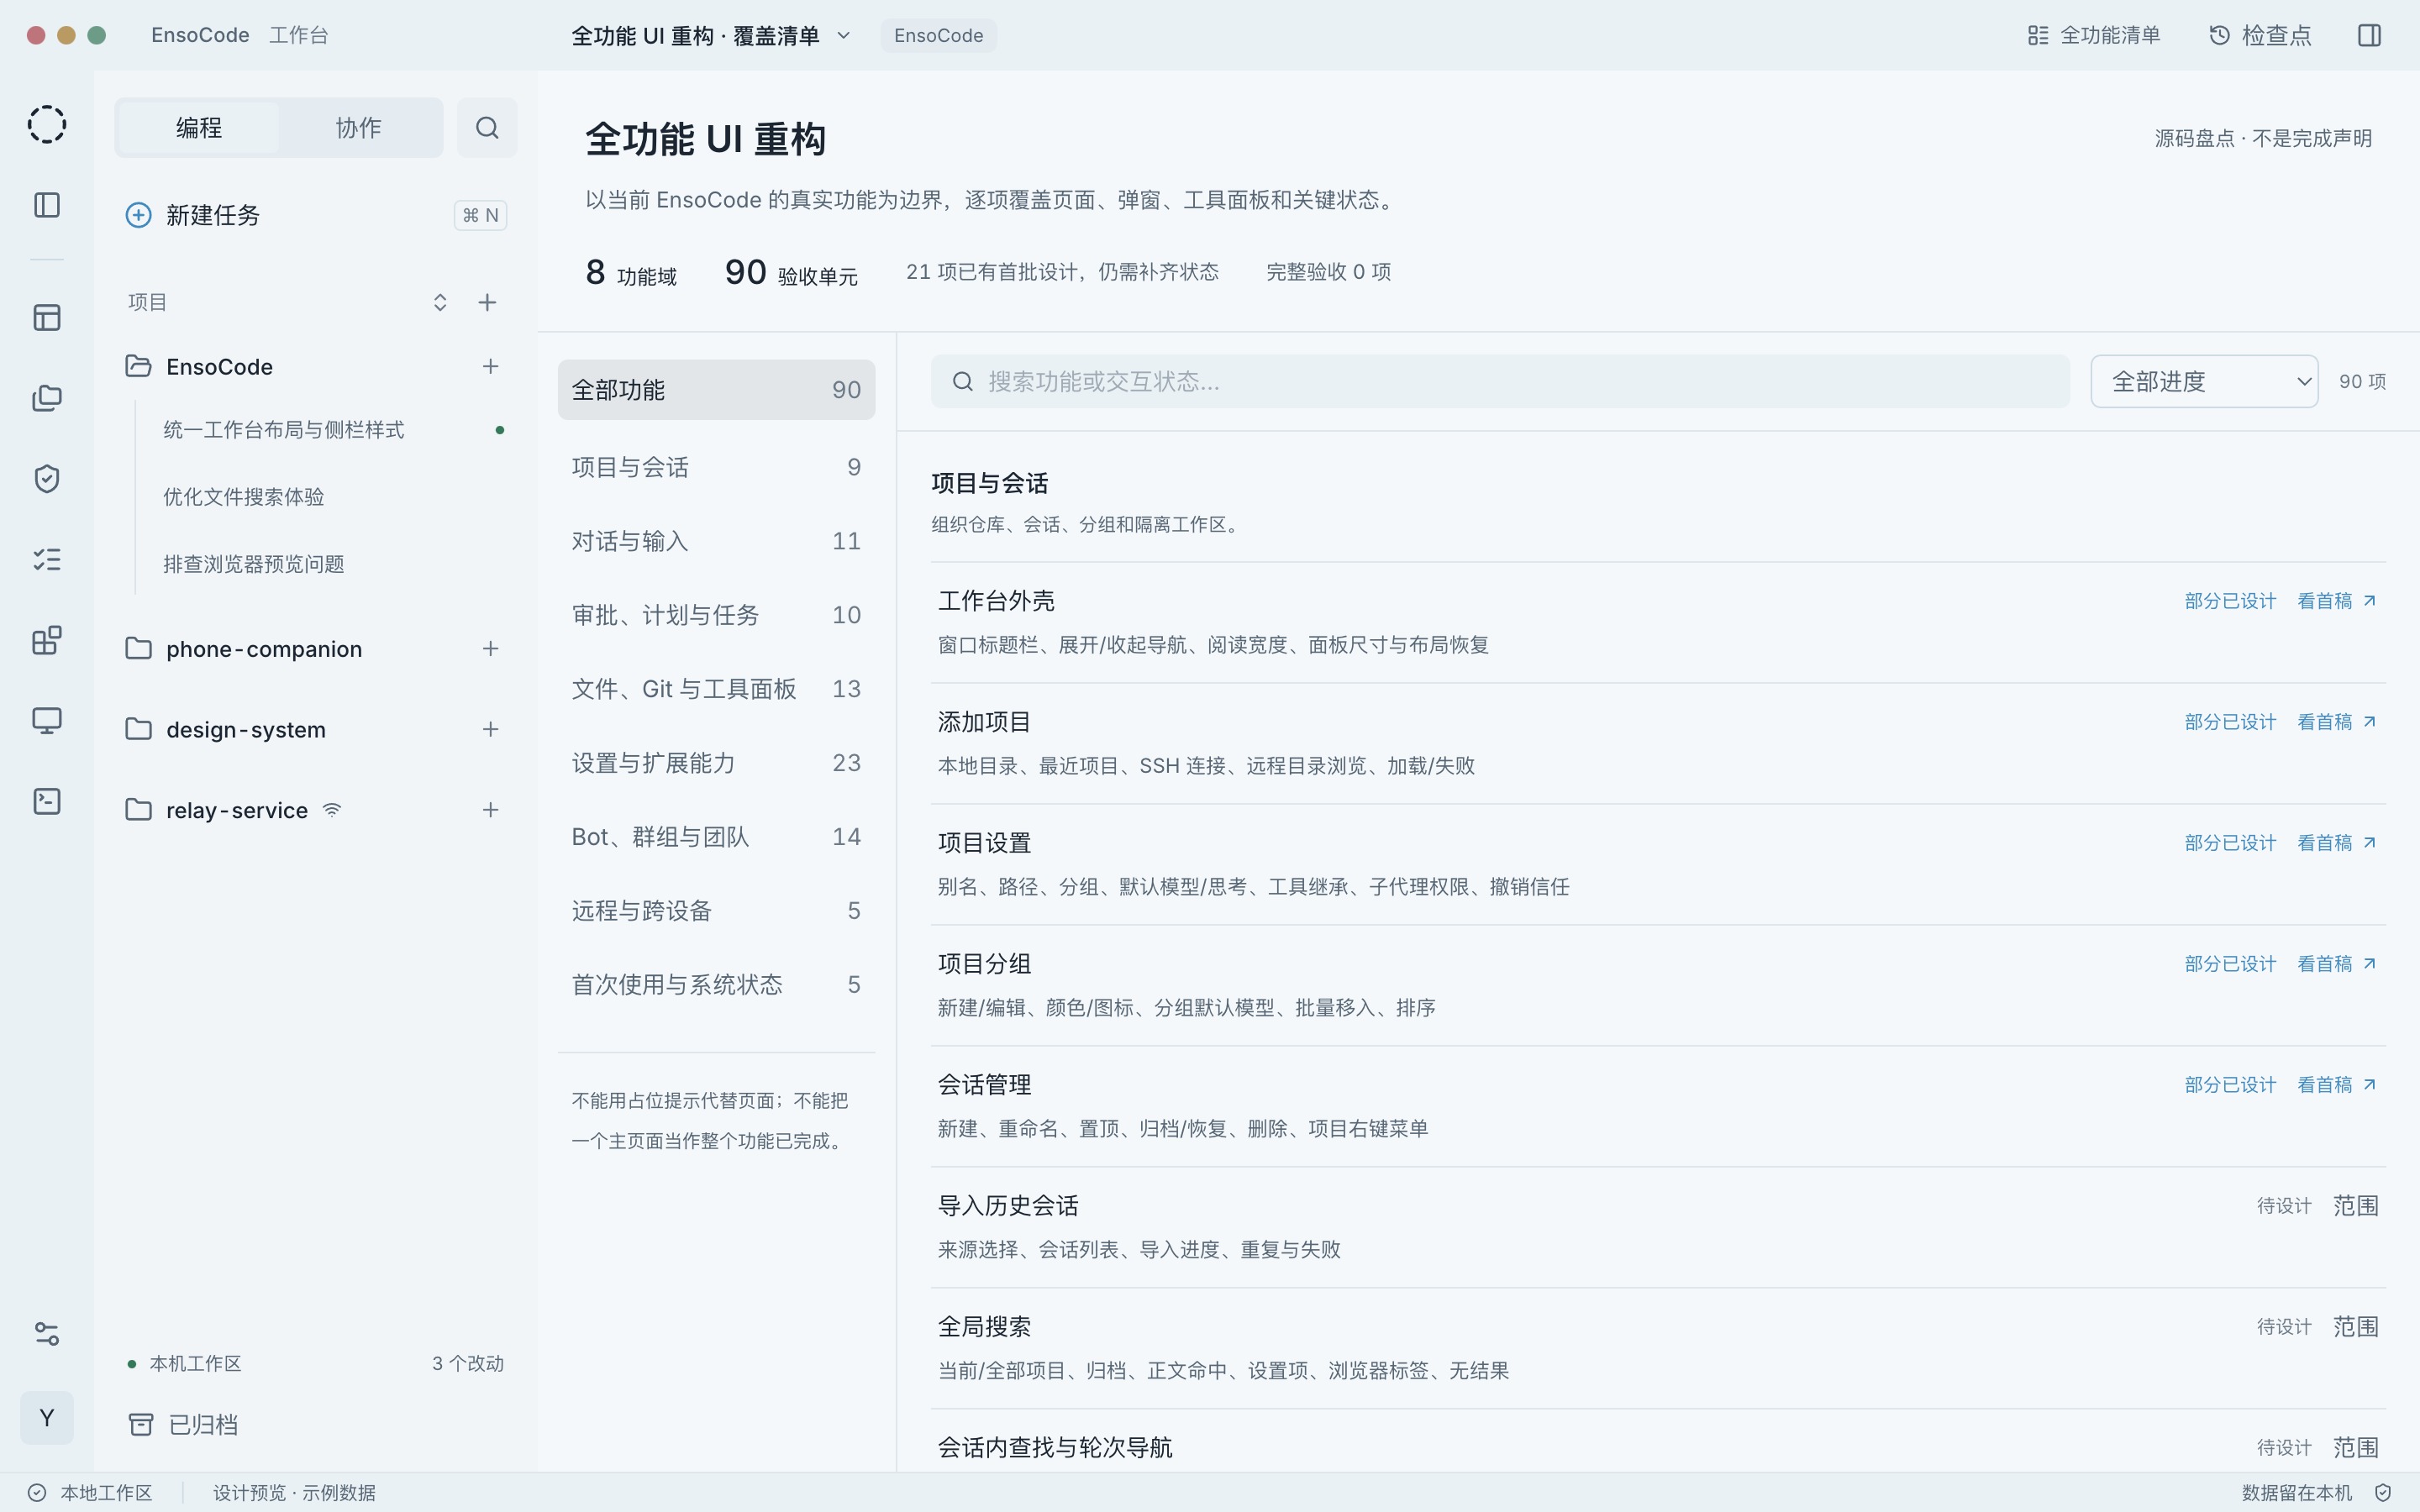 EnsoCode 工作台
全功能 UI 重构 · 覆盖清单
EnsoCode
全功能清单
检查点
编程
协作
新建任务
⌘ N
项目
EnsoCode
统一工作台布局与侧栏样式
优化文件搜索体验
排查浏览器预览问题
phone-companion
design-system
relay-service
本机工作区
3 个改动
Y
已归档
全功能 UI 重构
源码盘点 · 不是完成声明
以当前 EnsoCode 的真实功能为边界，逐项覆盖页面、弹窗、工具面板和关键状态。
8 功能域
90 验收单元
21 项已有首批设计，仍需补齐状态
完整验收 0 项
全部功能 90
项目与会话 9
对话与输入 11
审批、计划与任务 10
文件、Git 与工具面板 13
设置与扩展能力 23
Bot、群组与团队 14
远程与跨设备 5
首次使用与系统状态 5
不能用占位提示代替页面；不能把
一个主页面当作整个功能已完成。
搜索功能或交互状态...
全部进度
90 项
项目与会话
组织仓库、会话、分组和隔离工作区。
工作台外壳
部分已设计 看首稿
窗口标题栏、展开/收起导航、阅读宽度、面板尺寸与布局恢复
添加项目
部分已设计 看首稿
本地目录、最近项目、SSH 连接、远程目录浏览、加载/失败
项目设置
部分已设计 看首稿
别名、路径、分组、默认模型/思考、工具继承、子代理权限、撤销信任
项目分组
部分已设计 看首稿
新建/编辑、颜色/图标、分组默认模型、批量移入、排序
会话管理
部分已设计 看首稿
新建、重命名、置顶、归档/恢复、删除、项目右键菜单
导入历史会话
待设计 范围
来源选择、会话列表、导入进度、重复与失败
全局搜索
待设计 范围
当前/全部项目、归档、正文命中、设置项、浏览器标签、无结果
会话内查找与轮次导航
待设计 范围
本地工作区
设计预览 · 示例数据
数据留在本机